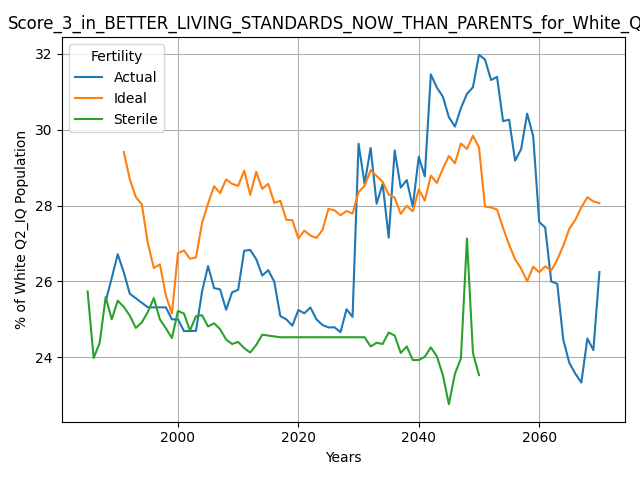 Score_3_in_BETTER_LIVING_STANDARDS_NOW_THAN_PARENTS_for_White_Q
Fertility
Actual
Ideal
Sterile
32
30
28
26
24
% of White Q2_IQ Population
2000
2020
2040
2060
Years